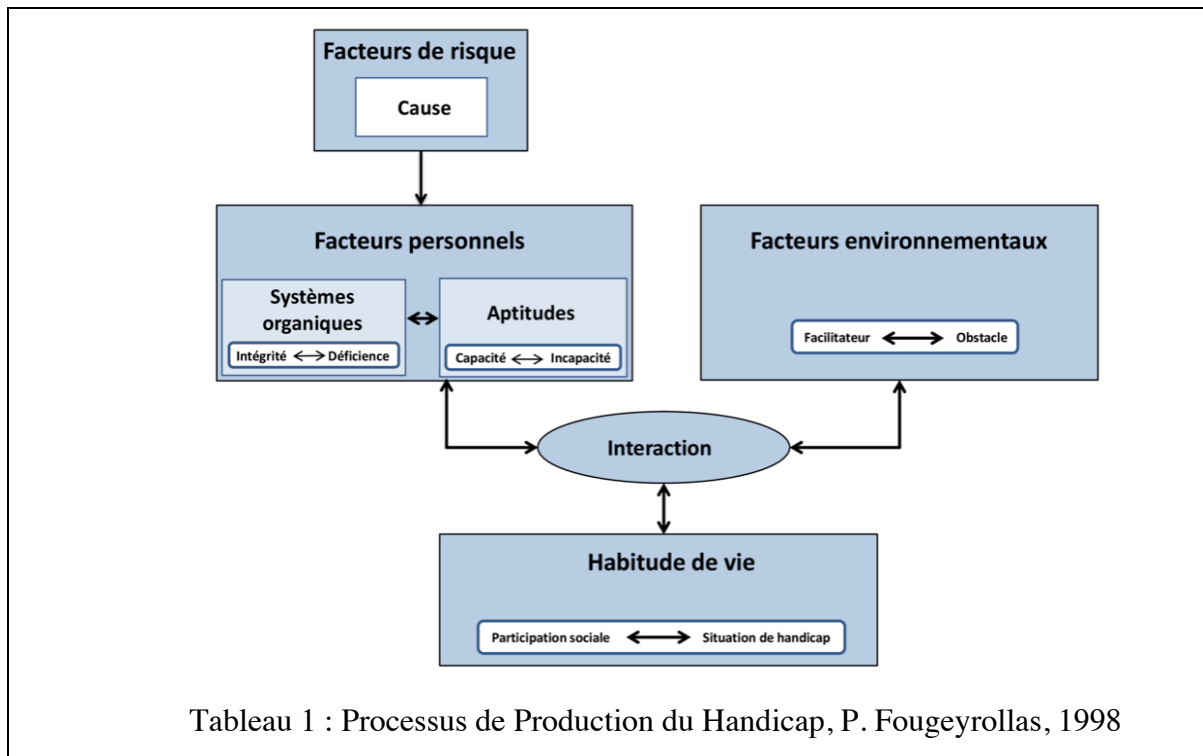 Facteurs de risque
Cause
Facteurs personnels
Systèmes
organiques
Intégrité Déficience
Aptitudes
Capacité Incapacité
Facteurs environnementaux
Facilitateur Obstacle
Interaction
Habitude de vie
Participation sociale Situation de handicap
Tableau 1 : Processus de Production du Handicap, P. Fougeyrollas, 1998